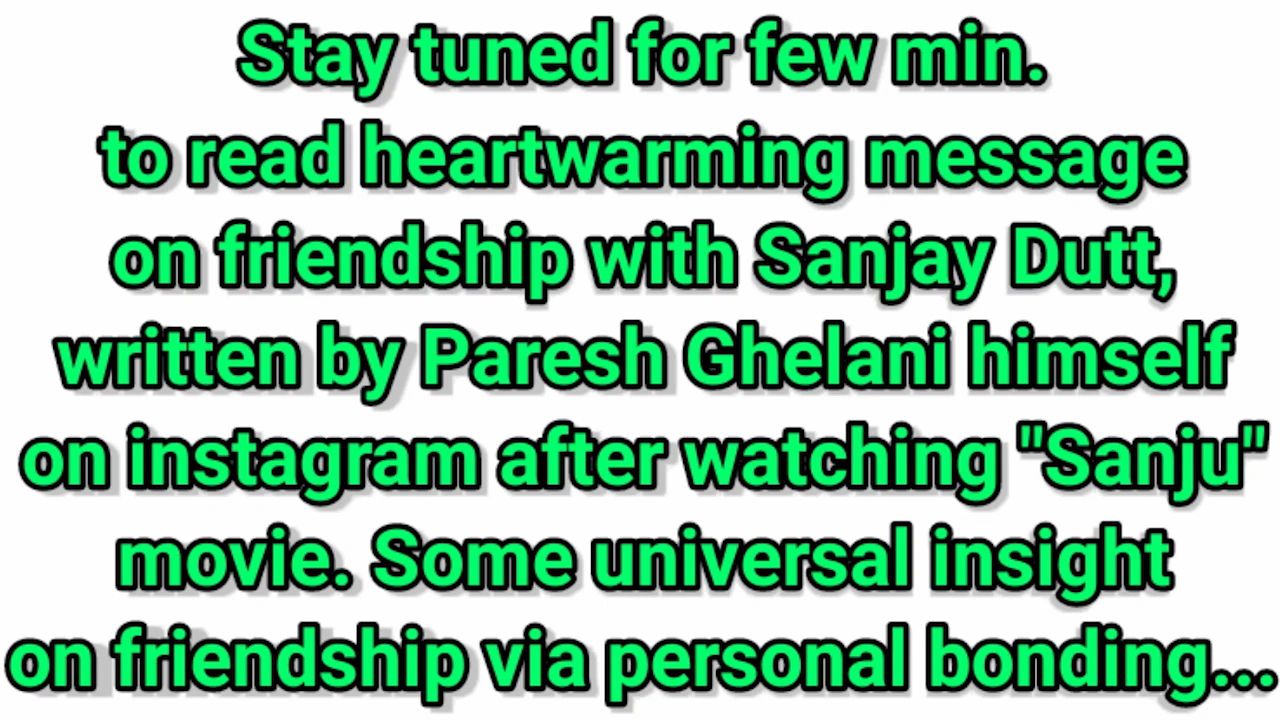 Stay tuned for few min.
to read heartwarming message
on friendship with Sanjay Dutt,
written by Paresh Ghelani himself
on instagram after watching "Sanju"
movie. Some universal insight
on friendship via personal bonding...